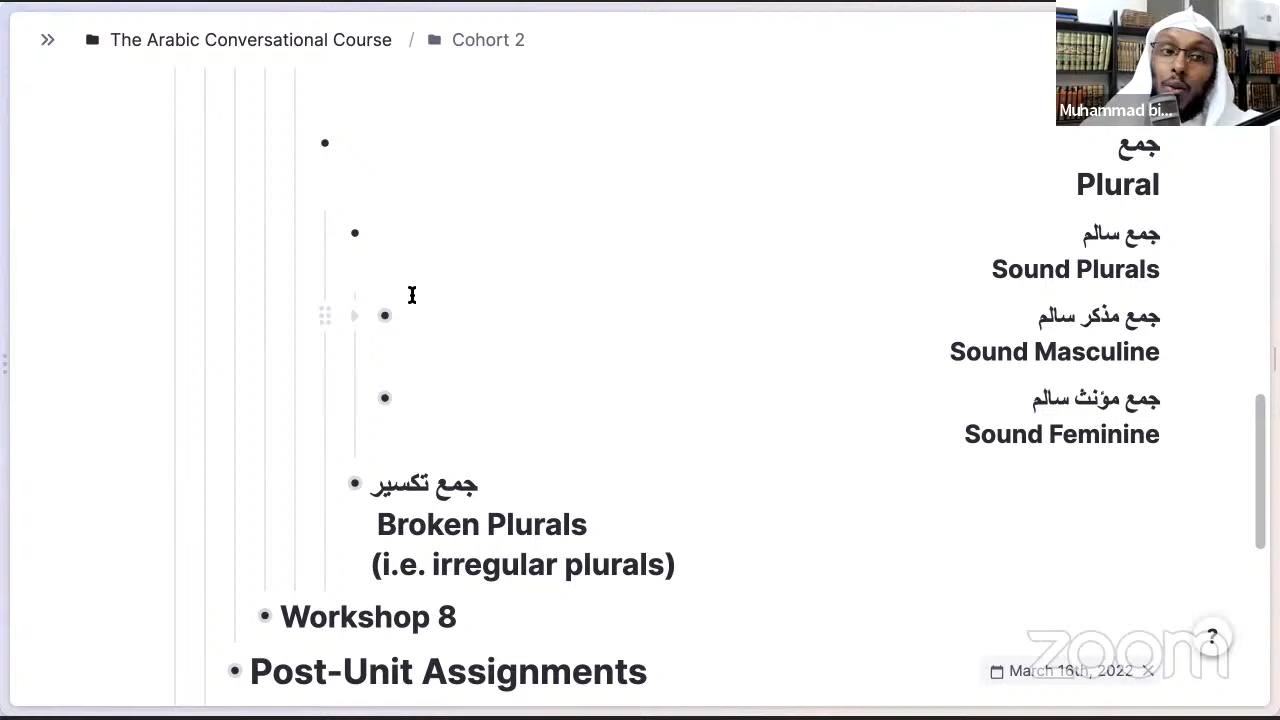 The Arabic Conversational Course / Cohort 2
Muhammad bi...
جمع
Plural
جمع سالم
Sound Plurals
جمع مذكر سالم
Sound Masculine
جمع مؤنث سالم
Sound Feminine
جمع تكسير
Broken Plurals
(i.e. irregular plurals)
Workshop 8
Post-Unit Assignments
March 16th, 2022
zoom
?